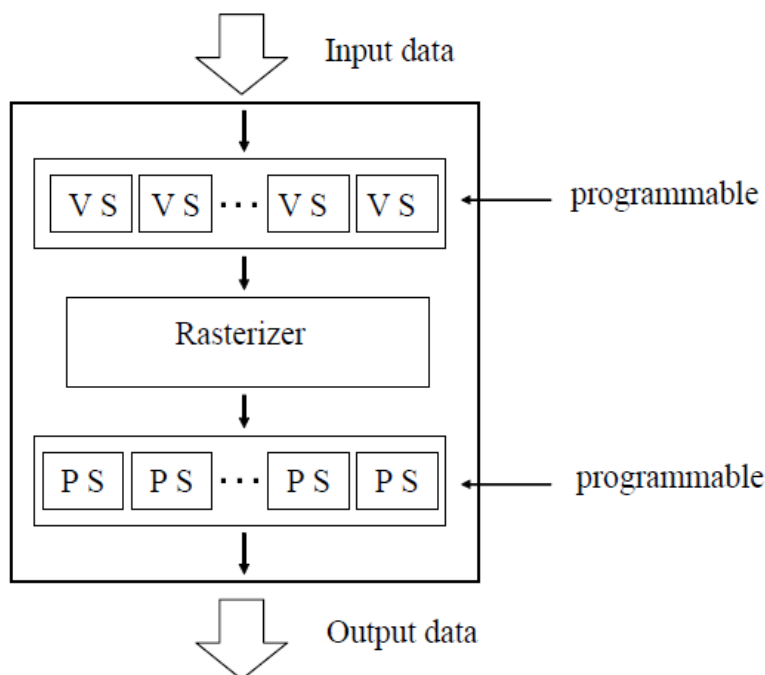 Input data
V S V S ··· V S V S
programmable
Rasterizer
P S P S ··· P S P S
programmable
Output data